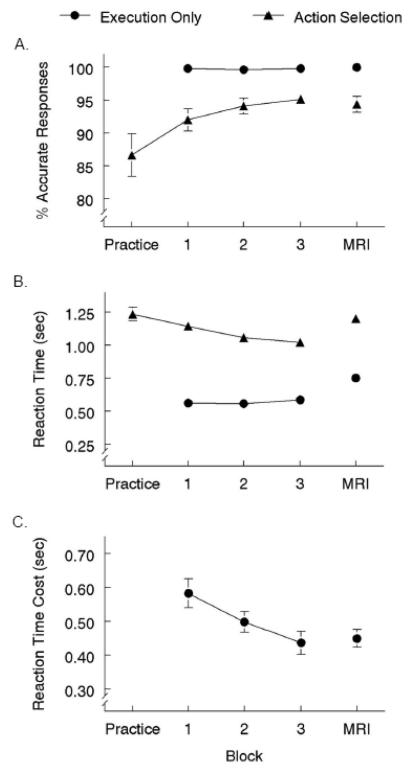 Execution Only Action Selection
A.
% Accurate Responses
100
95
90
85
80
Practice 1 2 3 MRI
B.
Reaction Time (sec)
1.25
1.00
0.75
0.50
0.25
Practice 1 2 3 MRI
C.
Reaction Time Cost (sec)
0.70
0.60
0.50
0.40
0.30
Practice 1 2 3 MRI
Block